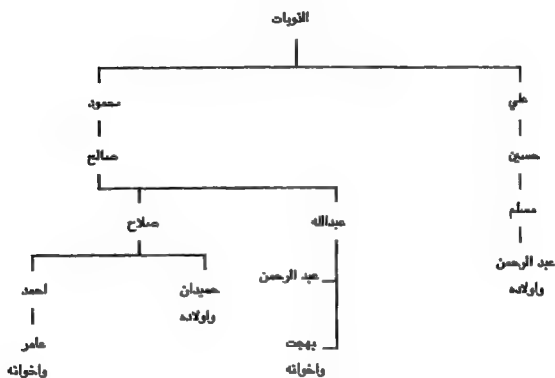 التويات
علي
محمود
حسين
صالح
مسلم
عبدالله
صلاح
عبد الرحمن
واولاده
عبد الرحمن
حميدان
واولاده
احمد
بهجت
واخوانه
عامر
واخوانه